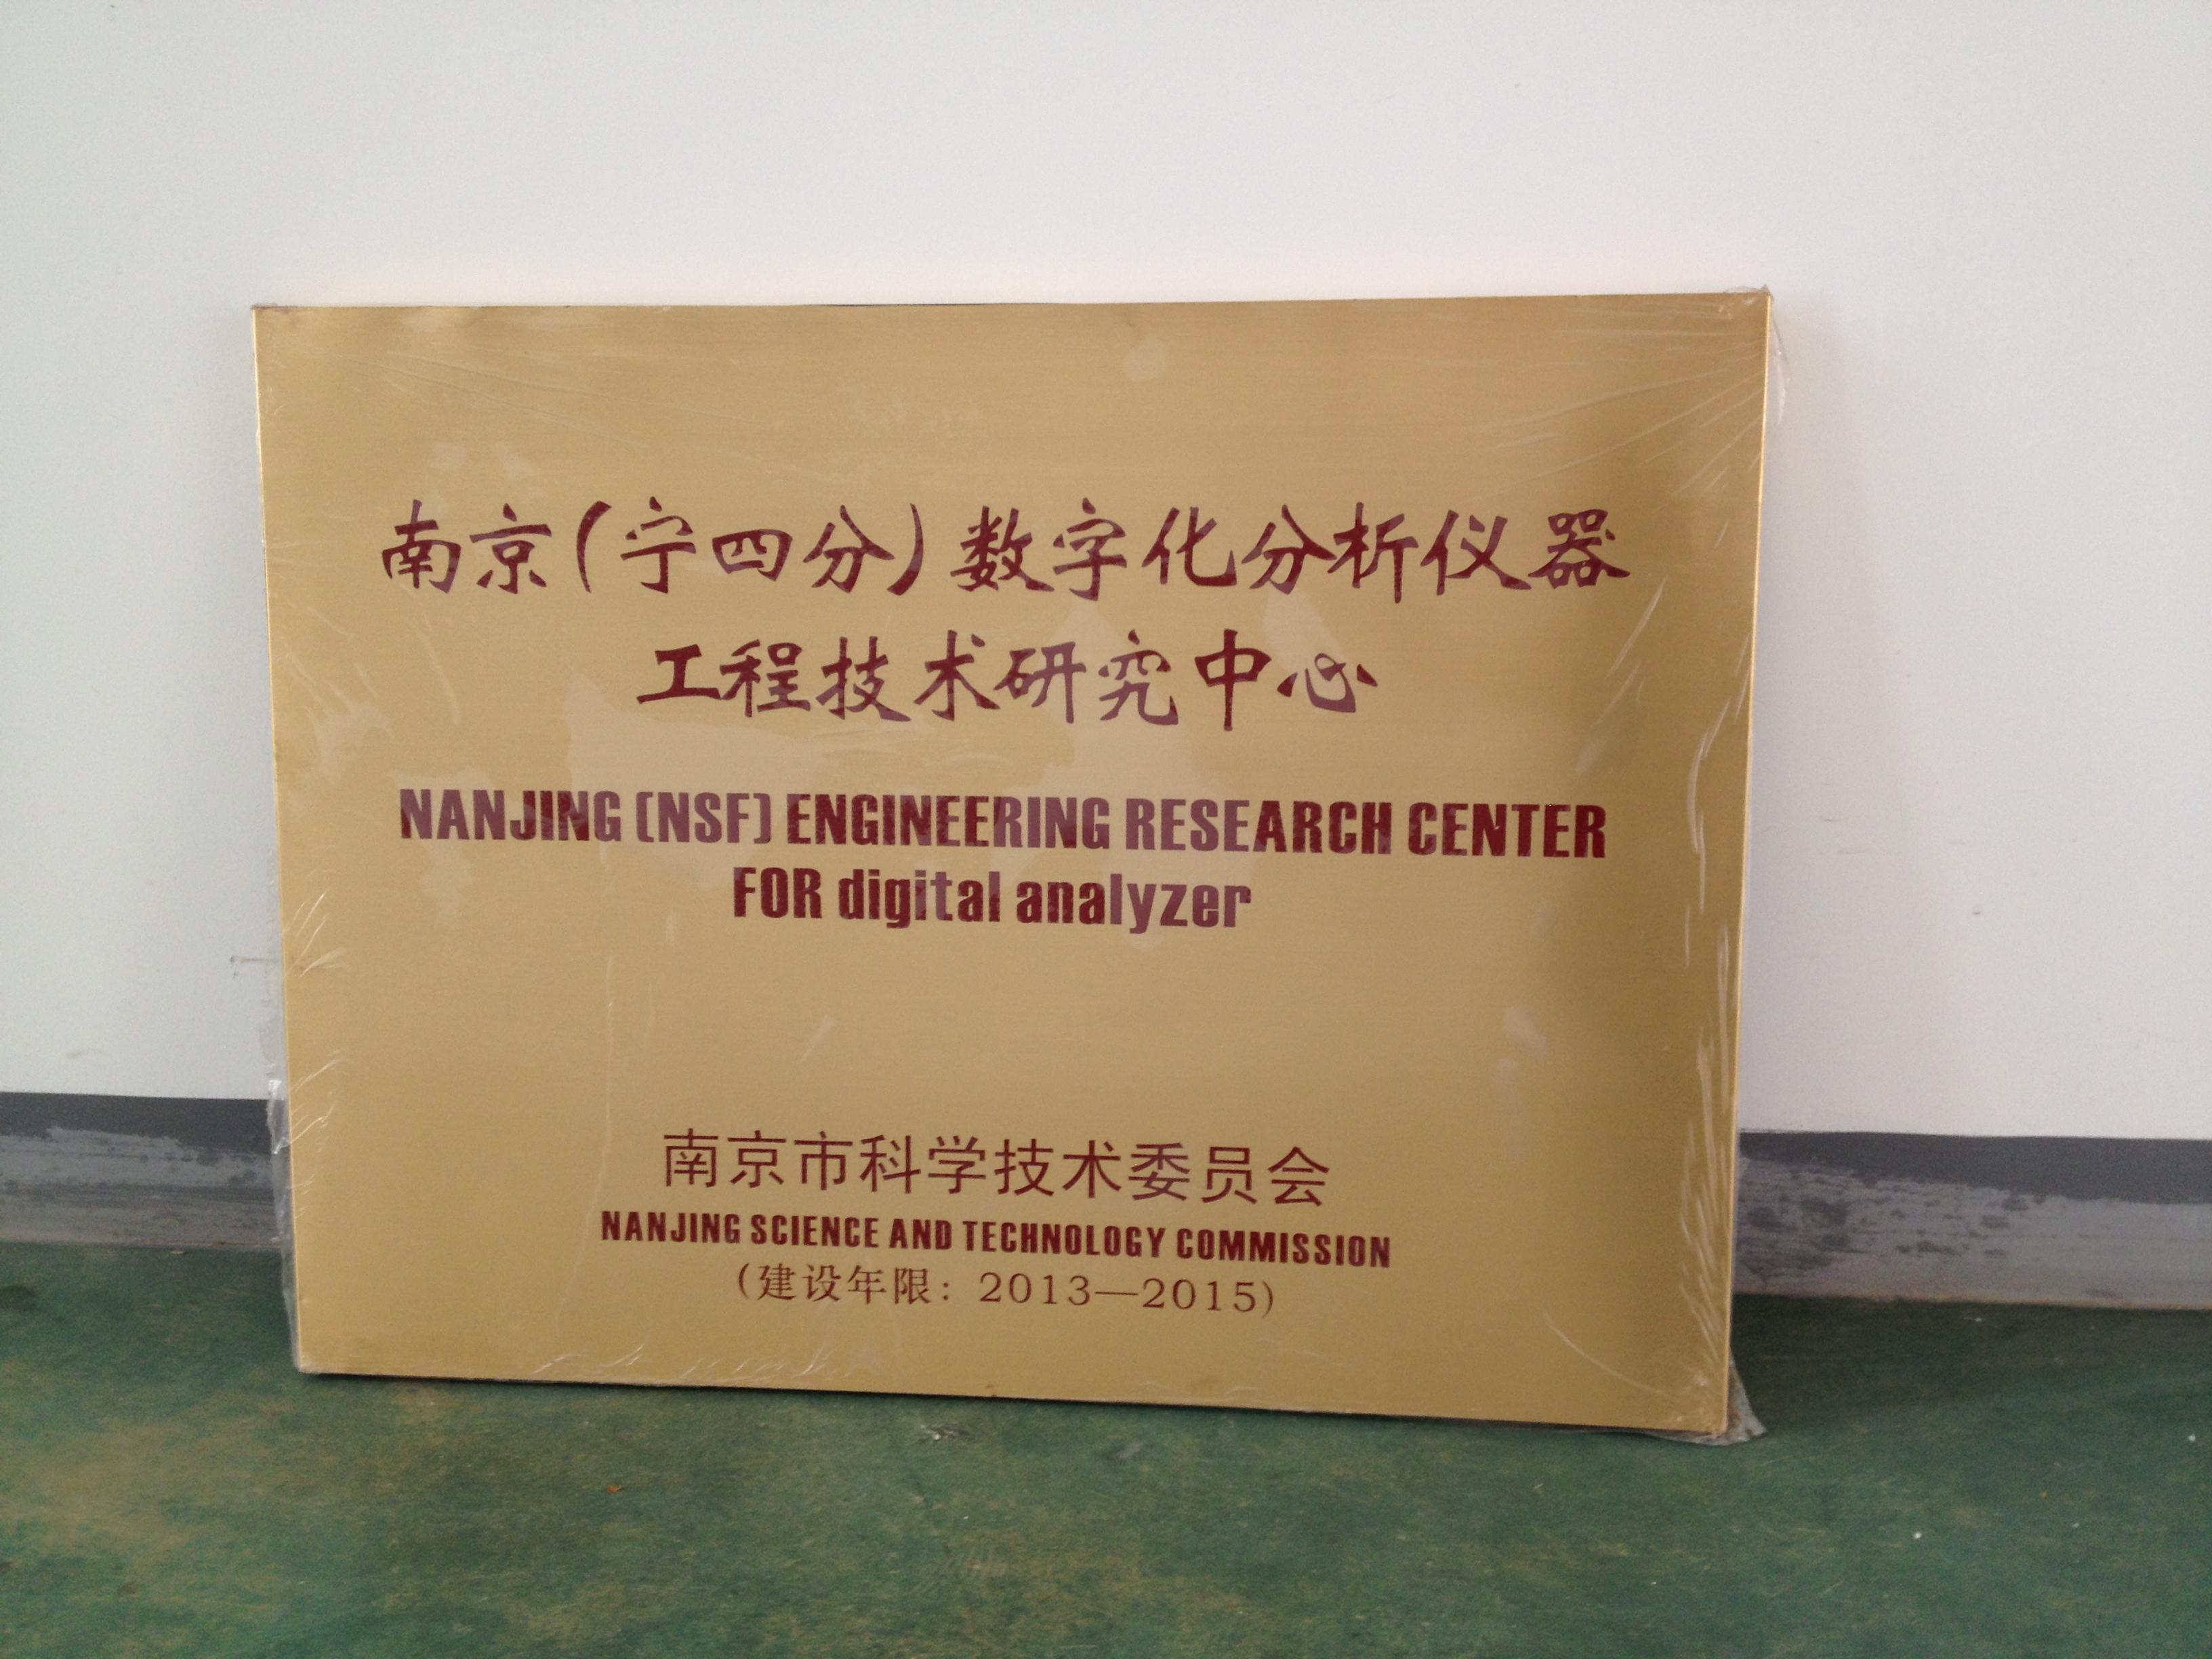 南京(宁四分)数字化分析仪器
工程技术研究中心
NANJING (NSF) ENGINEERING RESEARCH CENTER
FOR digital analyzer
南京市科学技术委员会
NANJING SCIENCE AND TECHNOLOGY COMMISSION
(建设年限：2013—2015)